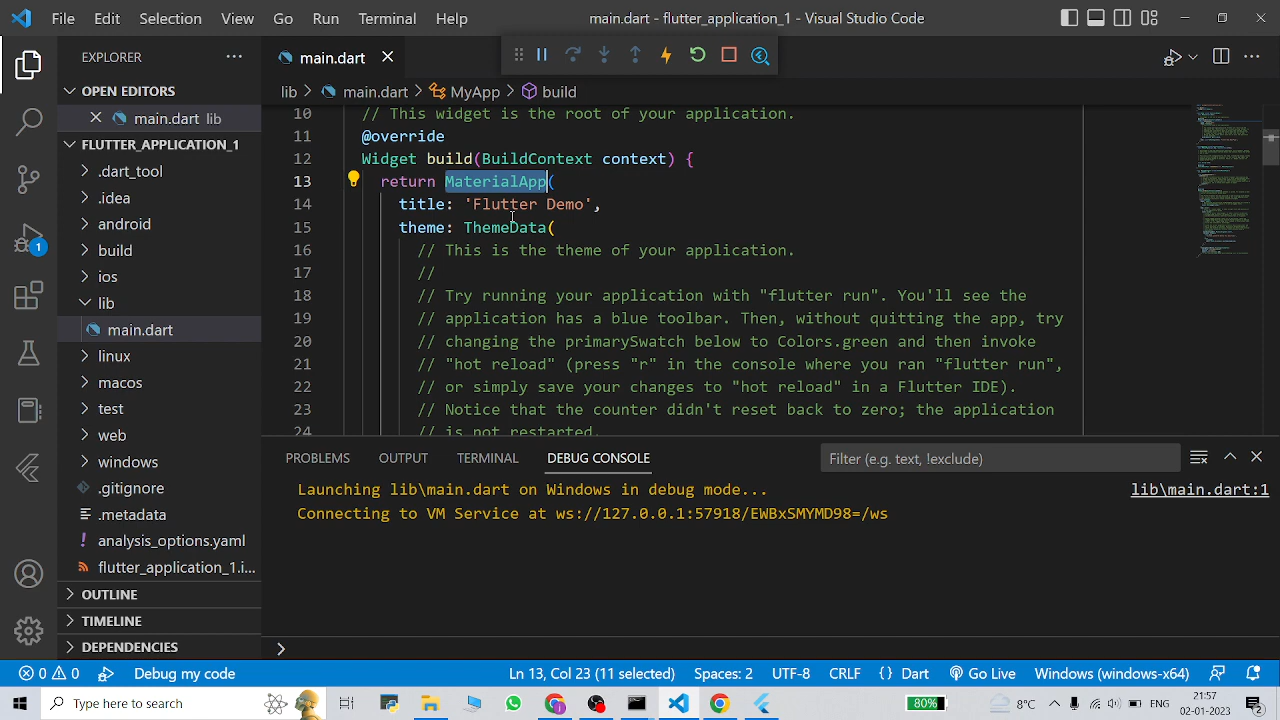 File Edit Selection View Go Run Terminal Help main.dart - flutter_application_1 - Visual Studio Code
EXPLORER
main.dart
OPEN EDITORS
main.dart lib
FLUTTER_APPLICATION_1
.dart_tool
.idea
android
build
ios
lib
main.dart
linux
macos
test
web
windows
.gitignore
.metadata
! analysis_options.yaml
flutter_application_1.i...
OUTLINE
TIMELINE
DEPENDENCIES
1
lib > main.dart > MyApp > build
10 // This widget is the root of your application.
11 @override
12 Widget build(BuildContext context) {
13 return MaterialApp(
14 title: 'Flutter Demo',
15 theme: ThemeData(
16 // This is the theme of your application.
17 //
18 // Try running your application with "flutter run". You'll see the
19 // application has a blue toolbar. Then, without quitting the app, try
20 // changing the primarySwatch below to Colors.green and then invoke
21 // "hot reload" (press "r" in the console where you ran "flutter run",
22 // or simply save your changes to "hot reload" in a Flutter IDE).
23 // Notice that the counter didn't reset back to zero; the application
24 // is not restarted.
PROBLEMS OUTPUT TERMINAL DEBUG CONSOLE Filter (e.g. text, !exclude)
Launching lib\main.dart on Windows in debug mode... lib\main.dart:1
Connecting to VM Service at ws://127.0.0.1:57918/EWBxSMYMD98=/ws
>
0 0 Debug my code Ln 13, Col 23 (11 selected) Spaces: 2 UTF-8 CRLF { } Dart Go Live Windows (windows-x64)
Type here to search 80% 8°C ENG 21:57
02-01-2023 2